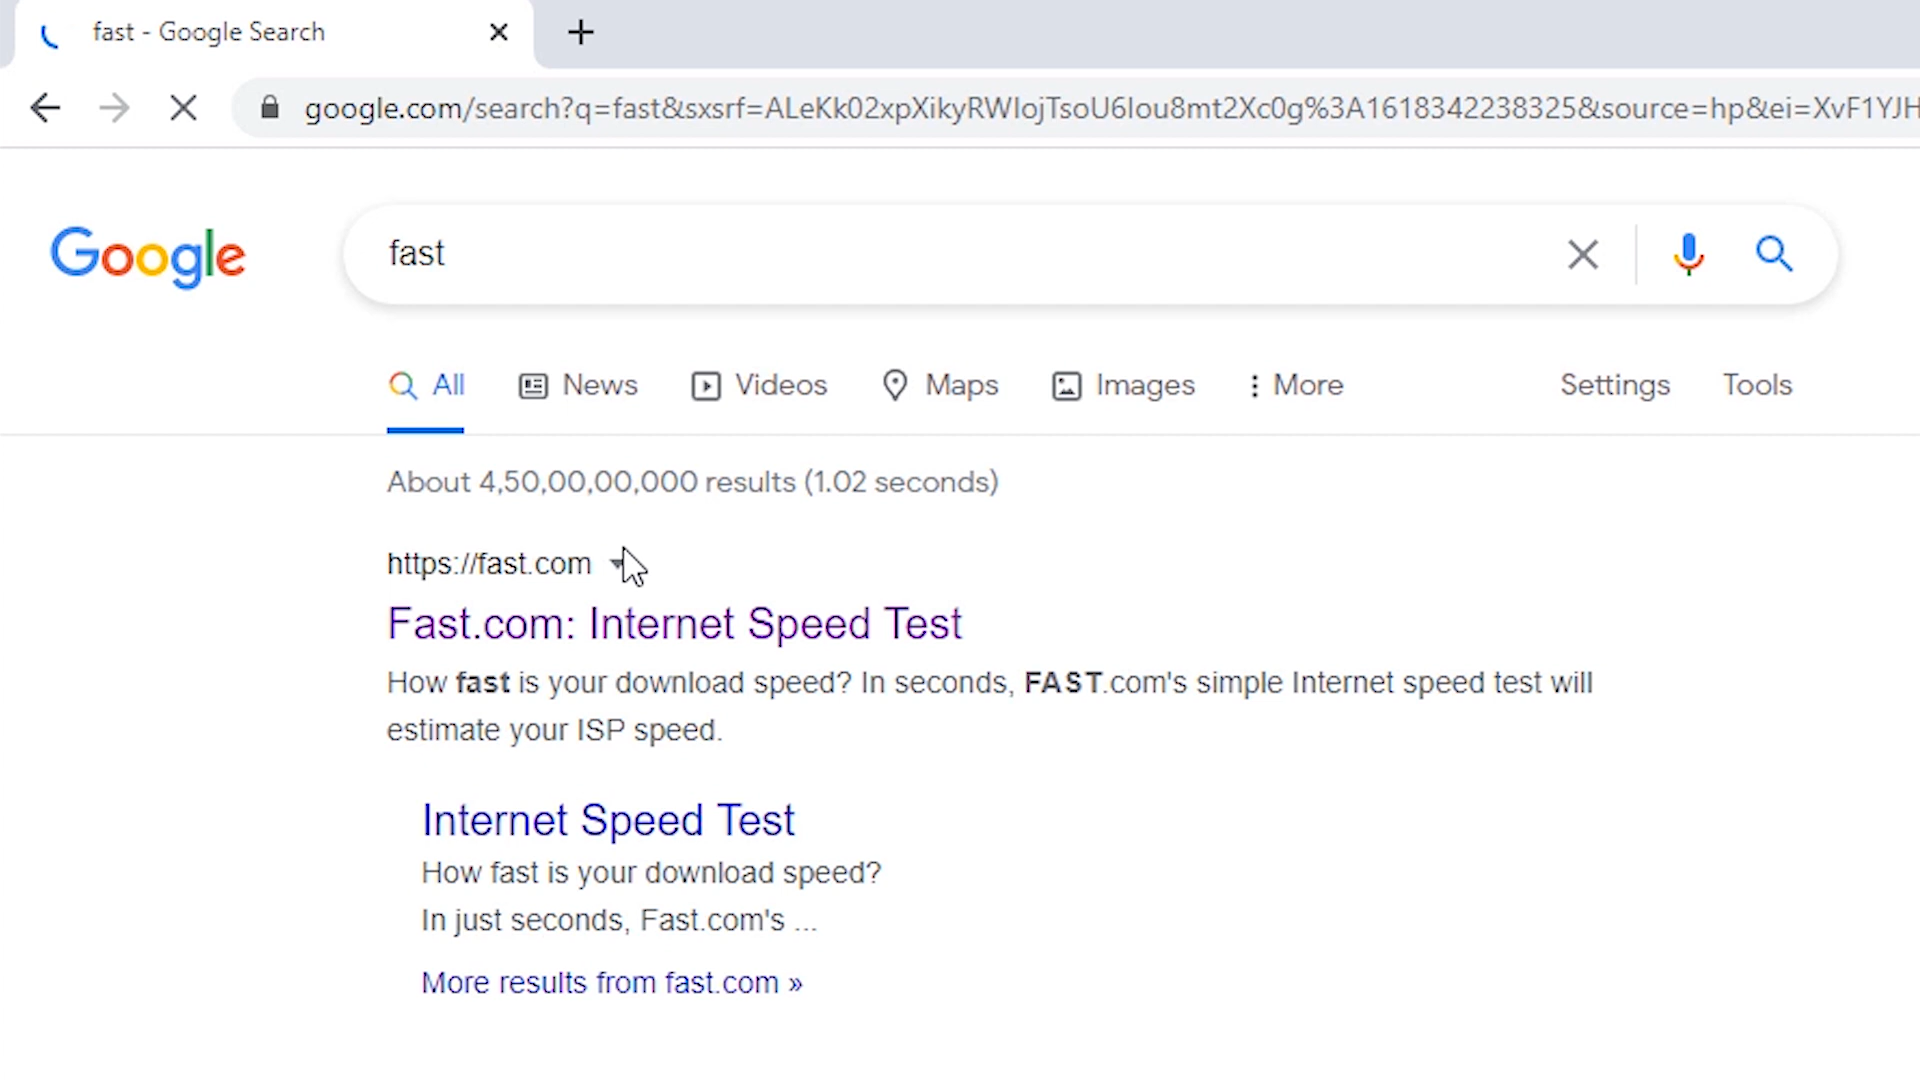 fast - Google Search
google.com/search?q=fast&sxsrf=ALeKk02xpXikyRWIojTsoU6lou8mt2Xc0g%3A1618342238325&source=hp&ei=XvF1YJH
Google
fast
All News Videos Maps Images More Settings Tools
About 4,50,00,00,000 results (1.02 seconds)
https://fast.com
Fast.com: Internet Speed Test
How fast is your download speed? In seconds, FAST.com's simple Internet speed test will
estimate your ISP speed.
Internet Speed Test
How fast is your download speed?
In just seconds, Fast.com's ...
More results from fast.com »